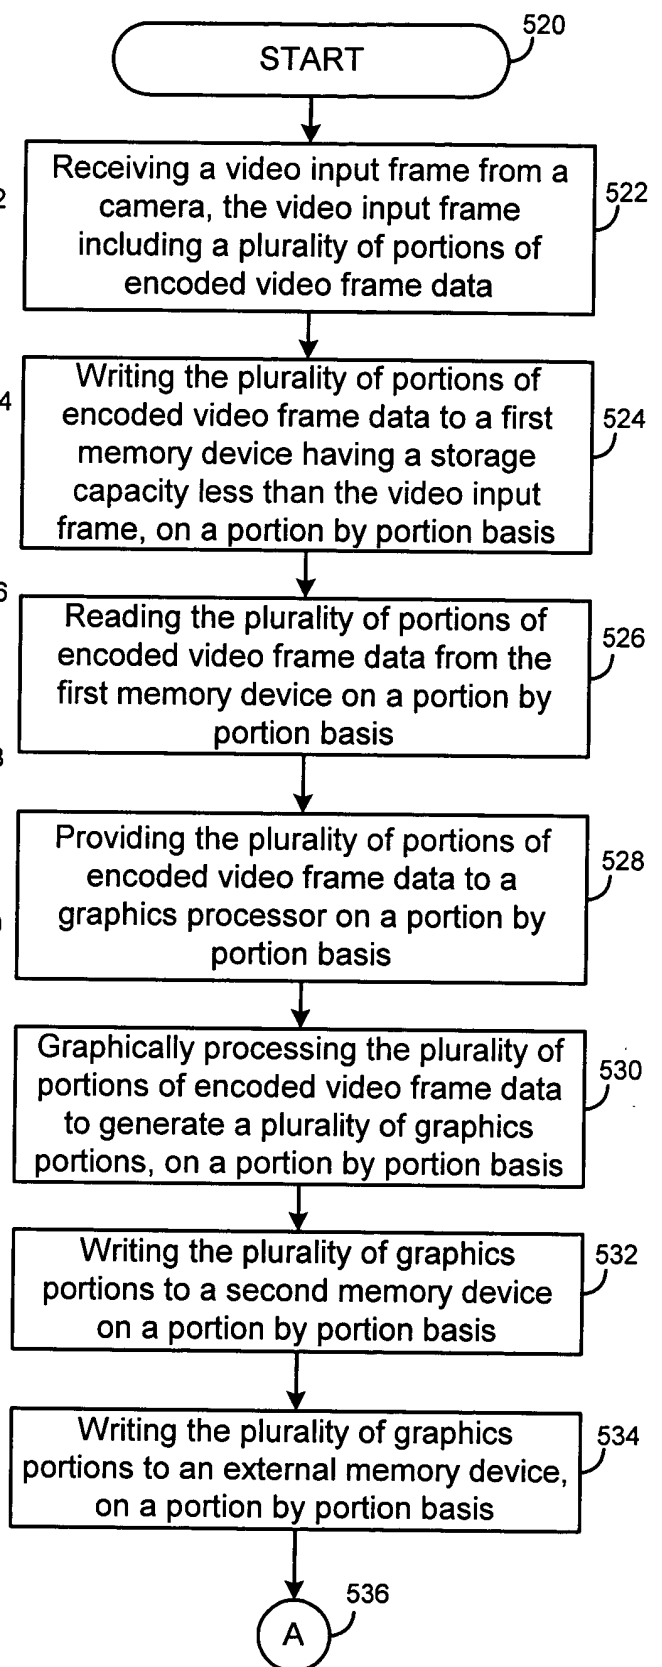 START
520
Receiving a video input frame from a
camera, the video input frame
including a plurality of portions of
encoded video frame data
522
2
Writing the plurality of portions of
encoded video frame data to a first
memory device having a storage
capacity less than the video input
frame, on a portion by portion basis
524
4
Reading the plurality of portions of
encoded video frame data from the
first memory device on a portion by
portion basis
526
6
Providing the plurality of portions of
encoded video frame data to a
graphics processor on a portion by
portion basis
528
Graphically processing the plurality of
portions of encoded video frame data
to generate a plurality of graphics
portions, on a portion by portion basis
530
Writing the plurality of graphics
portions to a second memory device
on a portion by portion basis
532
Writing the plurality of graphics
portions to an external memory device,
on a portion by portion basis
534
A
536